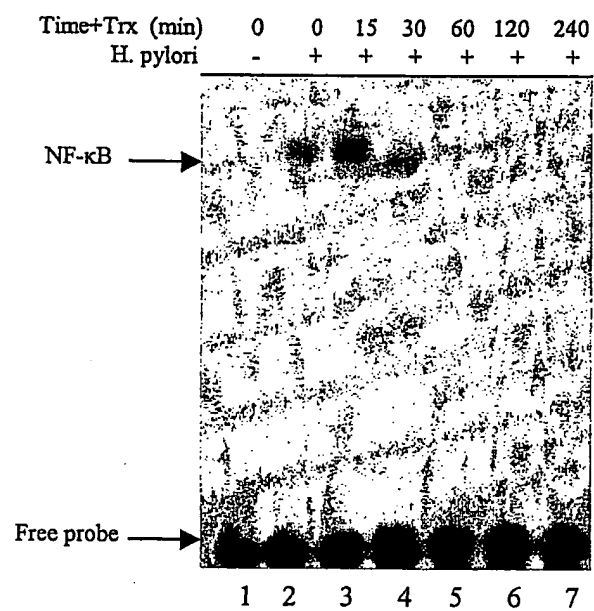 Time+Trx (min) 0 0 15 30 60 120 240
H. pylori - + + + + + +
NF-κB
Free probe
1 2 3 4 5 6 7